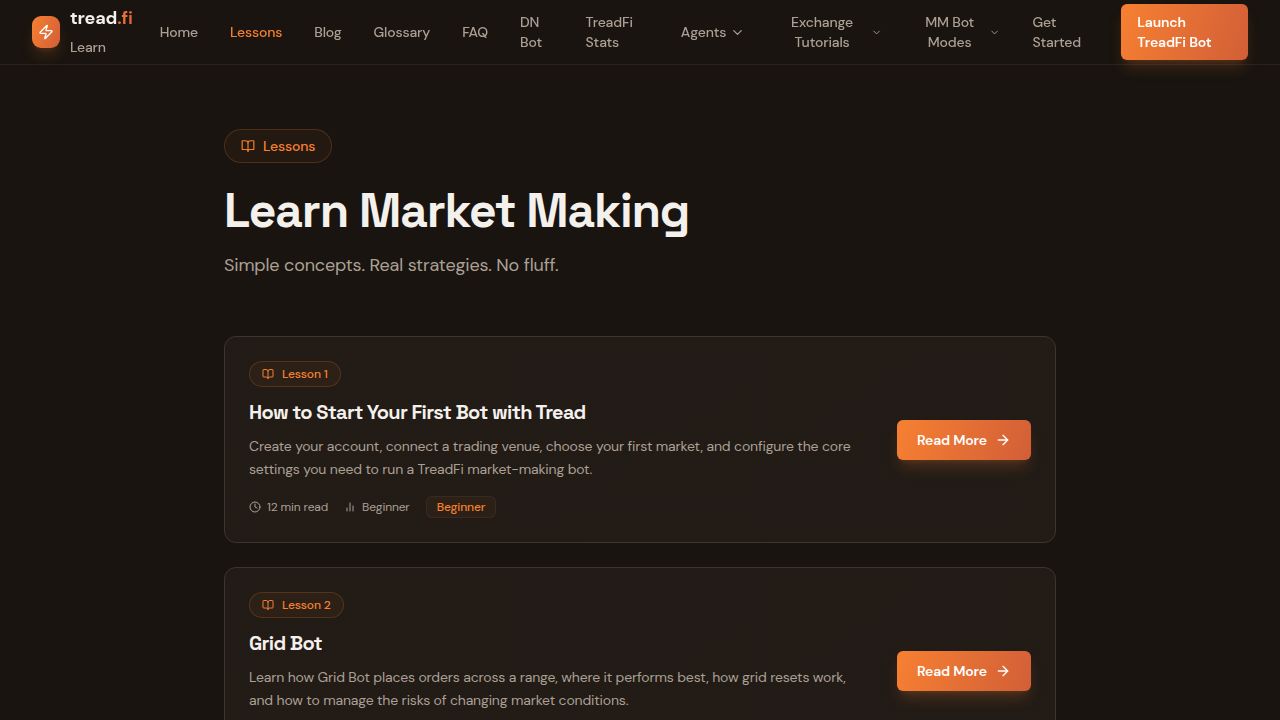 tread.fi
Learn
Home
Lessons
Blog
Glossary
FAQ
DN
Bot
TreadFi
Stats
Agents
Exchange
Tutorials
MM Bot
Modes
Get
Started
Launch
TreadFi Bot
Lessons
Learn Market Making
Simple concepts. Real strategies. No fluff.
Lesson 1
How to Start Your First Bot with Tread
Create your account, connect a trading venue, choose your first market, and configure the core
settings you need to run a TreadFi market-making bot.
12 min read Beginner Beginner
Read More
Lesson 2
Grid Bot
Learn how Grid Bot places orders across a range, where it performs best, how grid resets work,
and how to manage the risks of changing market conditions.
Read More